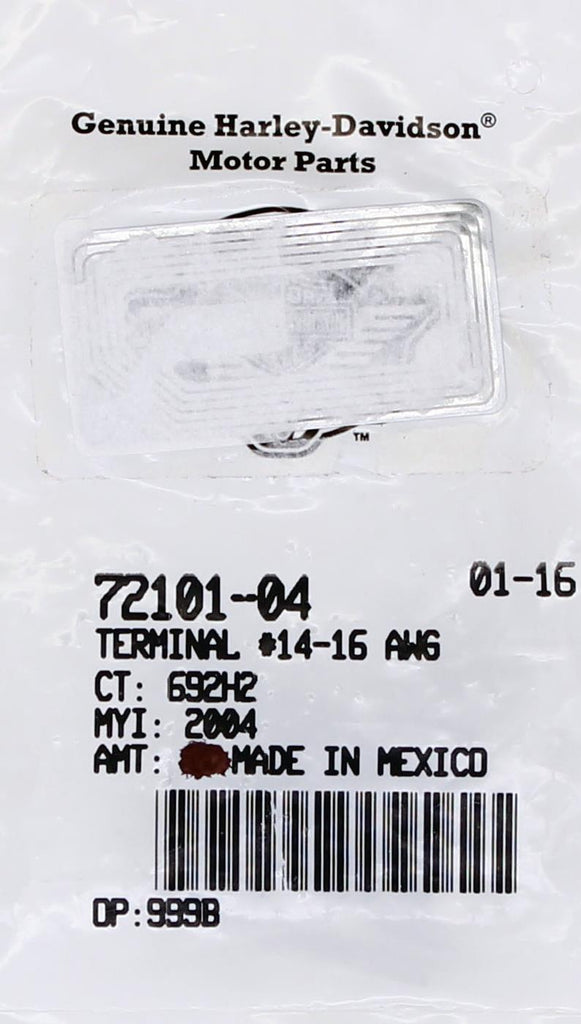 Genuine Harley-Davidson®
Motor Parts
TM
72101-04
01-16
TERMINAL #14-16 AWG
CT: 692H2
MYI: 2004
AMT: MADE IN MEXICO
OP:999B